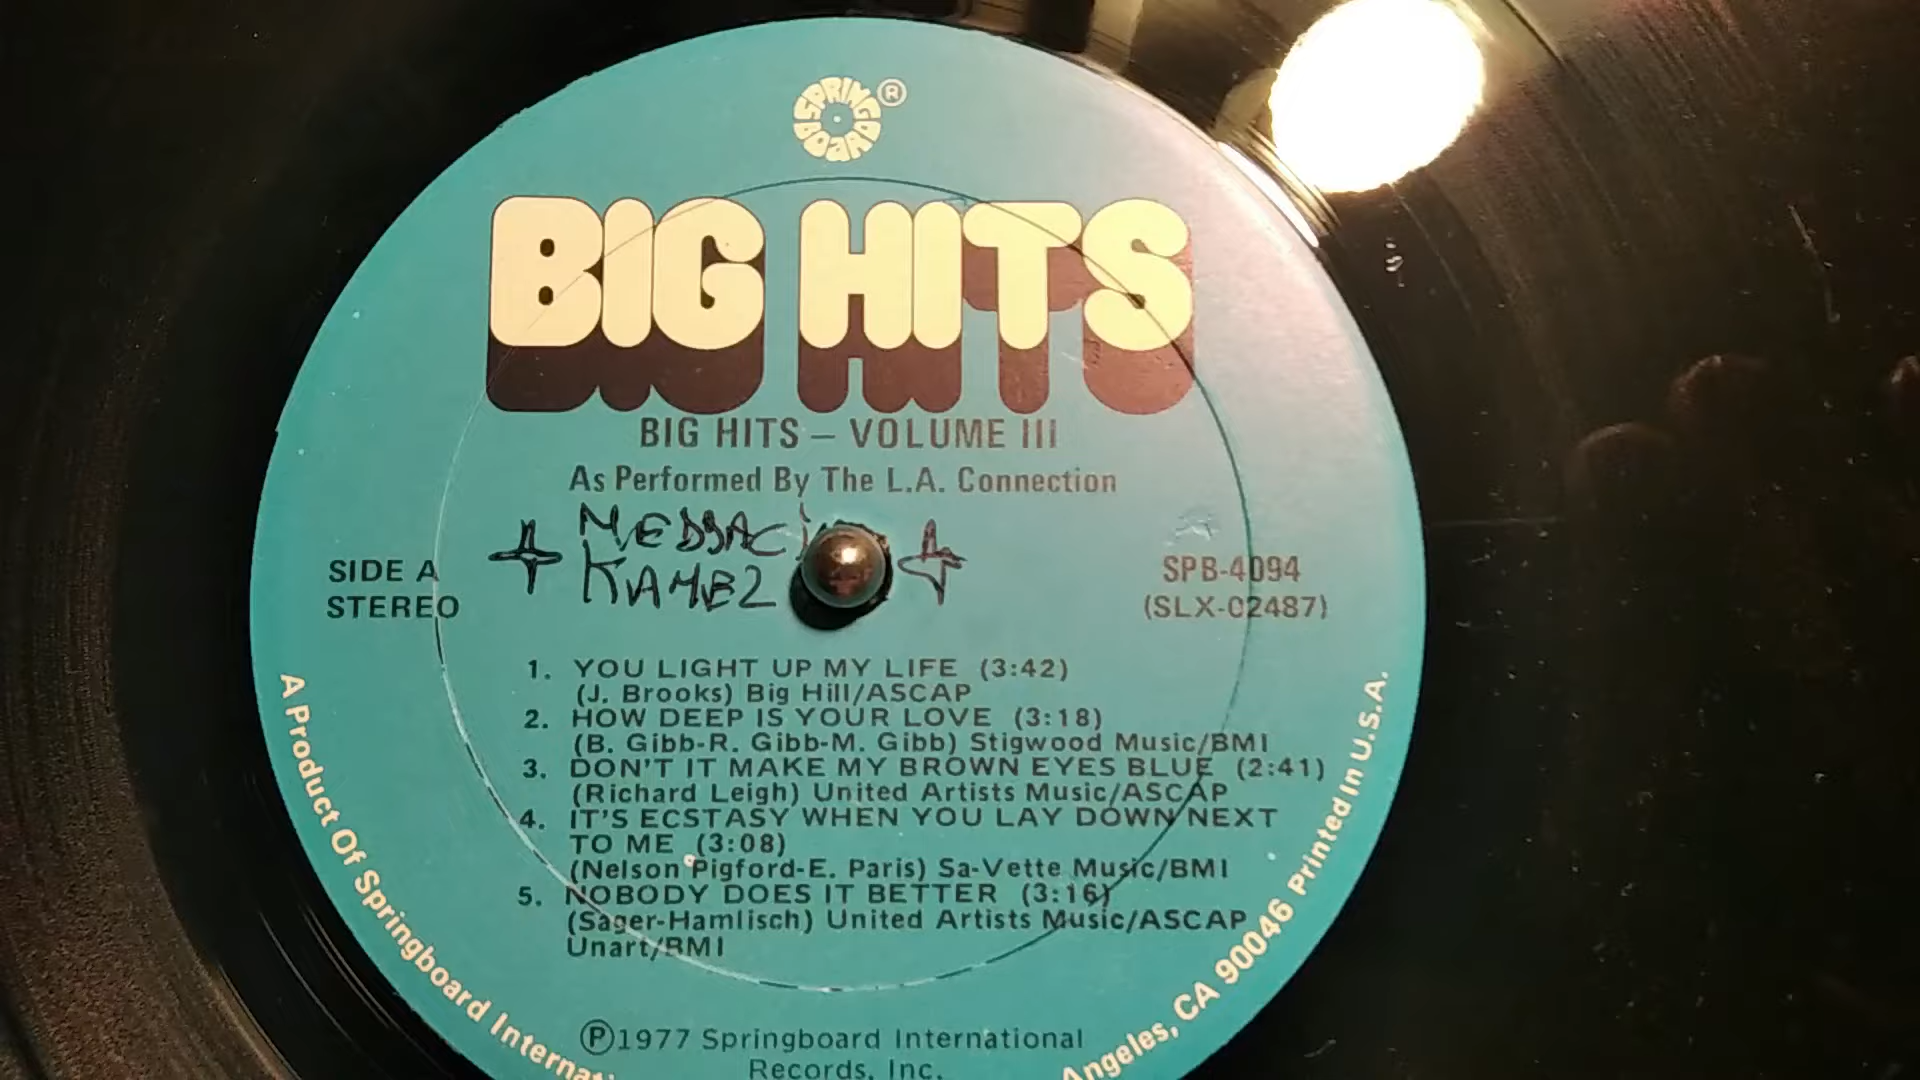 SPRINGBOARD ®
BIG HITS
BIG HITS – VOLUME III
As Performed By The L.A. Connection
SIDE A
STEREO
SPB-4094
(SLX-02487)
1. YOU LIGHT UP MY LIFE (3:42)
(J. Brooks) Big Hill/ASCAP
2. HOW DEEP IS YOUR LOVE (3:18)
(B. Gibb-R. Gibb-M. Gibb) Stigwood Music/BMI
3. DON'T IT MAKE MY BROWN EYES BLUE (2:41)
(Richard Leigh) United Artists Music/ASCAP
4. IT'S ECSTASY WHEN YOU LAY DOWN NEXT
TO ME (3:08)
(Nelson Pigford-E. Paris) Sa-Vette Music/BMI
5. NOBODY DOES IT BETTER (3:16)
(Sager-Hamlisch) United Artists Music/ASCAP
Unart/BMI
Ⓟ1977 Springboard International
Records, Inc.
A Product Of Springboard Internat
Angeles, CA 90046 Printed In U.S.A.